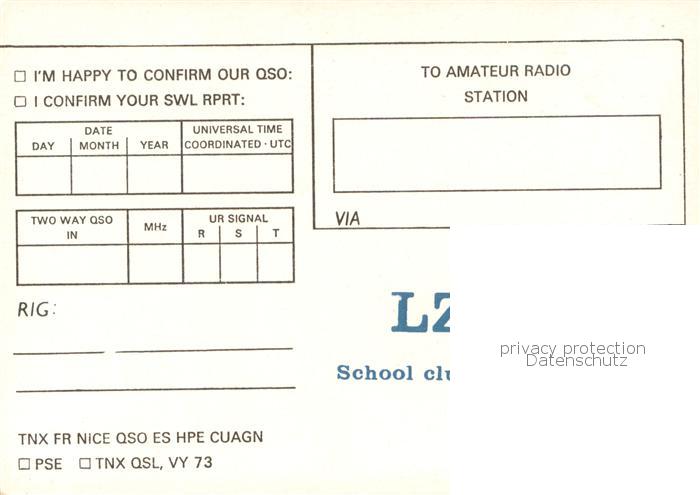 I'M HAPPY TO CONFIRM OUR QSO:
I CONFIRM YOUR SWL RPRT:
DATE
DAY MONTH YEAR
UNIVERSAL TIME
COORDINATED · UTC
TWO WAY QSO
IN
MHz
UR SIGNAL
R S T
RIG:
TNX FR NICE QSO ES HPE CUAGN
PSE TNX QSL, VY 73
TO AMATEUR RADIO
STATION
VIA
School
privacy protection
Datenschutz